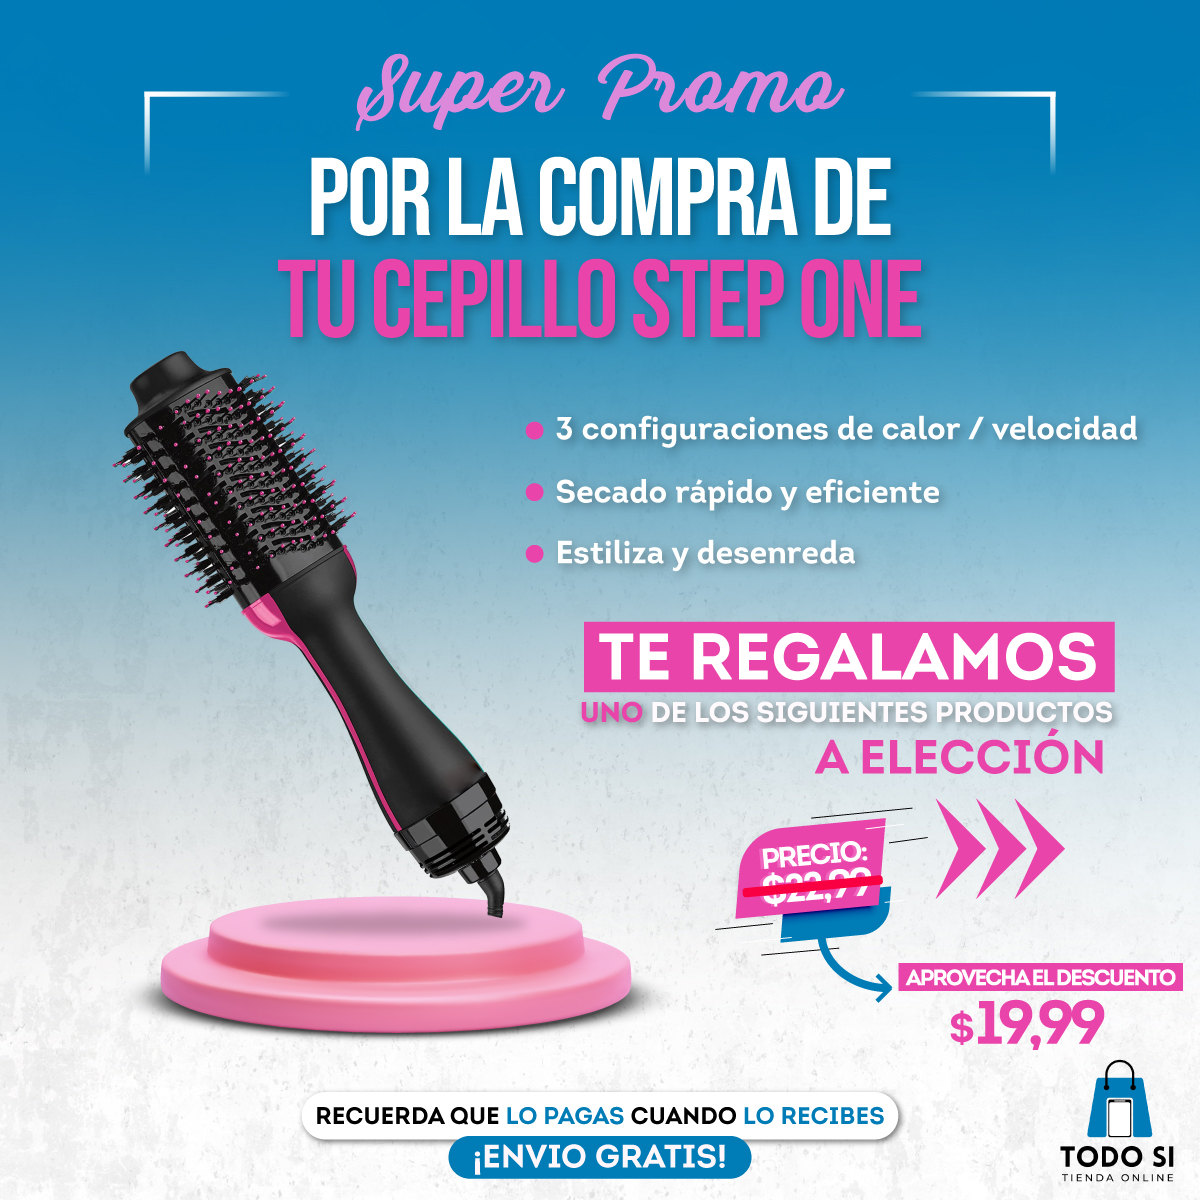 Super Promo
POR LA COMPRA DE
TU CEPILLO STEP ONE
3 configuraciones de calor / velocidad
Secado rápido y eficiente
Estiliza y desenreda
TE REGALAMOS
UNO DE LOS SIGUIENTES PRODUCTOS
A ELECCIÓN
PRECIO:
$22,99
APROVECHA EL DESCUENTO
$19,99
RECUERDA QUE LO PAGAS CUANDO LO RECIBES
¡ENVIO GRATIS!
TODO SI
TIENDA ONLINE